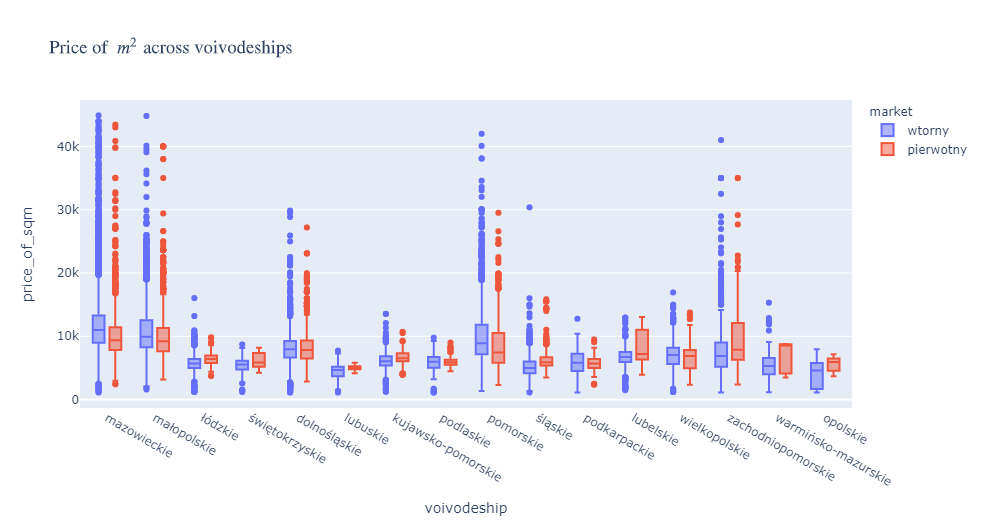 Price of m² across voivodeships
market
wtorny
pierwotny
price_of_sqm
40k
30k
20k
10k
0
mazowieckie
małopolskie
łódzkie
świętokrzyskie
dolnośląskie
lubuskie
kujawsko-pomorskie
podlaskie
pomorskie
śląskie
podkarpackie
lubelskie
wielkopolskie
zachodniopomorskie
warmińsko-mazurskie
opolskie
voivodeship